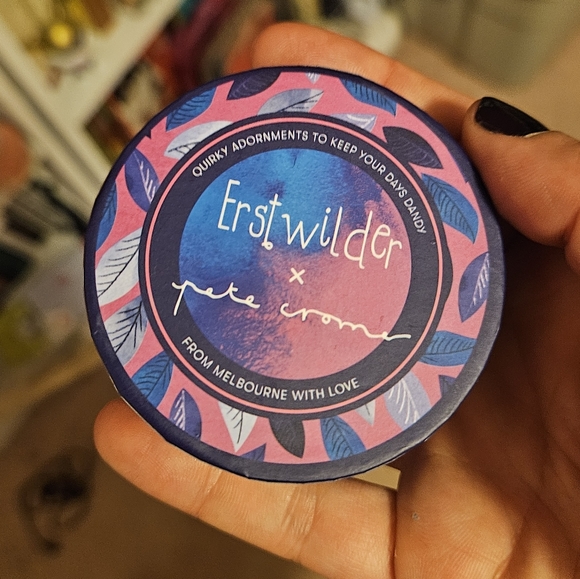 QUIRKY ADORNMENTS TO KEEP YOUR DAYS DANDY
Erstwilder
x
pete cromer
FROM MELBOURNE WITH LOVE